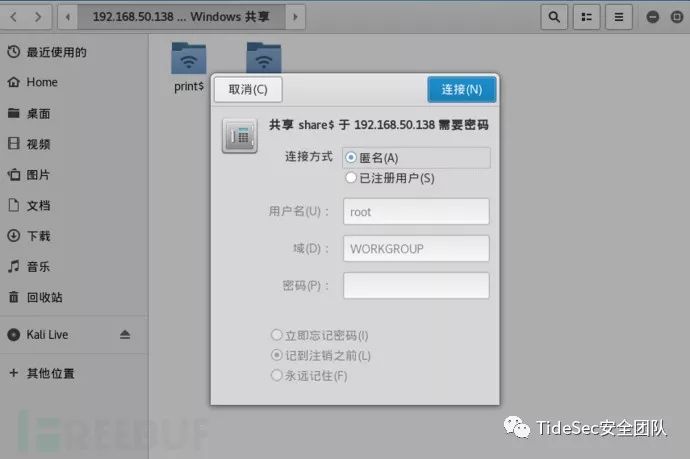 192.168.50.138 ... Windows 共享
最近使用的
Home
桌面
视频
图片
文档
下载
音乐
回收站
Kali Live
其他位置
print$
取消(C)
连接(N)
共享 share$ 于 192.168.50.138 需要密码
连接方式
匿名(A)
已注册用户(S)
用户名(U)：
root
域(D)：
WORKGROUP
密码(P)：
立即忘记密码(I)
记到注销之前(L)
永远记住(F)
REEBUF
TideSec安全团队